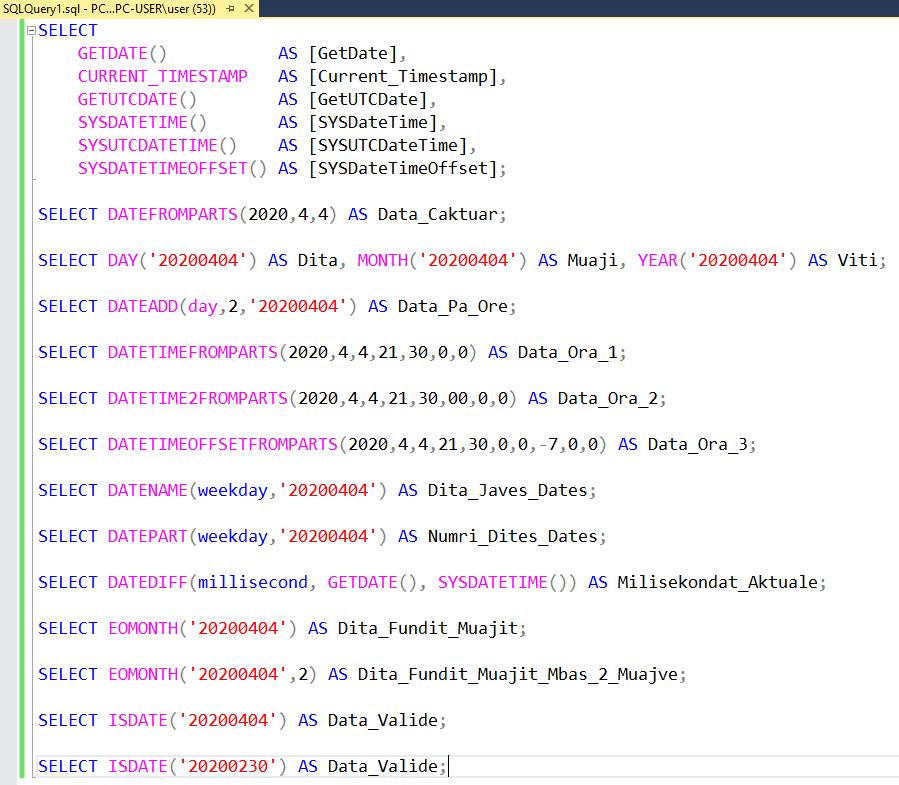 SQLQuery1.sql - PC...PC-USER\user (53))
SELECT
GETDATE() AS [GetDate],
CURRENT_TIMESTAMP AS [Current_Timestamp],
GETUTCDATE() AS [GetUTCDate],
SYSDATETIME() AS [SYSDateTime],
SYSUTCDATETIME() AS [SYSUTCDateTime],
SYSDATETIMEOFFSET() AS [SYSDateTimeOffset];
SELECT DATEFROMPARTS(2020,4,4) AS Data_Caktuar;
SELECT DAY('20200404') AS Dita, MONTH('20200404') AS Muaji, YEAR('20200404') AS Viti;
SELECT DATEADD(day,2,'20200404') AS Data_Pa_Ore;
SELECT DATETIMEFROMPARTS(2020,4,4,21,30,0,0) AS Data_Ora_1;
SELECT DATETIME2FROMPARTS(2020,4,4,21,30,00,0,0) AS Data_Ora_2;
SELECT DATETIMEOFFSETFROMPARTS(2020,4,4,21,30,0,0,-7,0,0) AS Data_Ora_3;
SELECT DATENAME(weekday,'20200404') AS Dita_Javes_Dates;
SELECT DATEPART(weekday,'20200404') AS Numri_Dites_Dates;
SELECT DATEDIFF(millisecond, GETDATE(), SYSDATETIME()) AS Milisekondat_Aktuale;
SELECT EOMONTH('20200404') AS Dita_Fundit_Muajit;
SELECT EOMONTH('20200404',2) AS Dita_Fundit_Muajit_Mbas_2_Muajve;
SELECT ISDATE('20200404') AS Data_Valide;
SELECT ISDATE('20200230') AS Data_Valide;